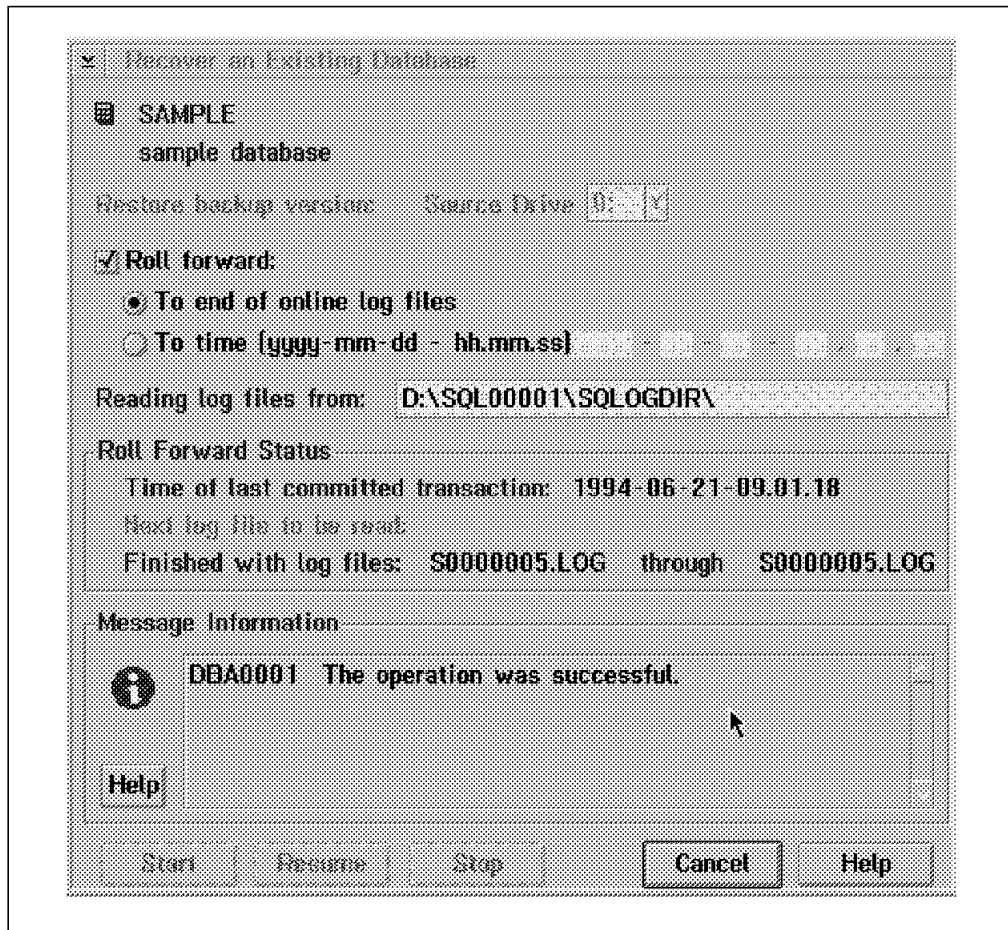 Recover an Existing Database
SAMPLE
sample database
Restore backup version: Source Drive D:
Roll forward:
To end of online log files
To time (yyyy-mm-dd - hh.mm.ss)
Reading log files from: D:\SQL00001\SQLOGDIR\
Roll Forward Status
Time of last committed transaction: 1994-06-21-09.01.18
Next log file to be read:
Finished with log files: S0000005.LOG through S0000005.LOG
Message Information
DBA0001 The operation was successful.
Help
Start Resume Stop Cancel Help